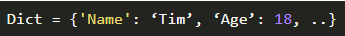 Dict = {'Name': ‘Tim’, ‘Age’: 18, ..}